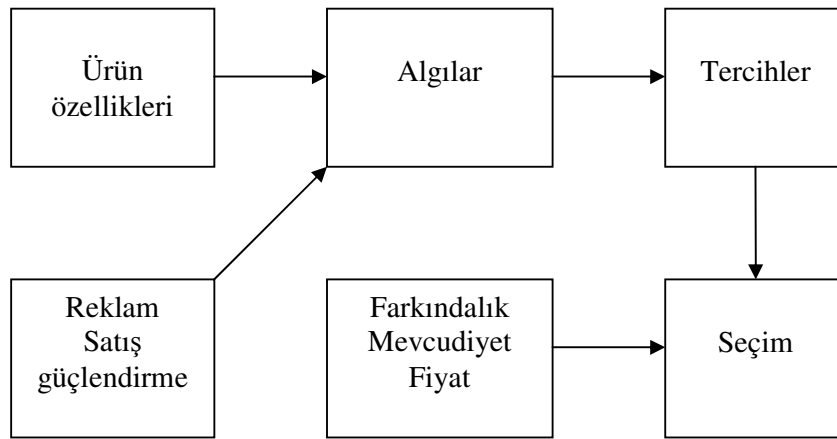 Ürün
özellikleri
Algılar
Tercihler
Reklam
Satış
güçlendirme
Farkındalık
Mevcudiyet
Fiyat
Seçim